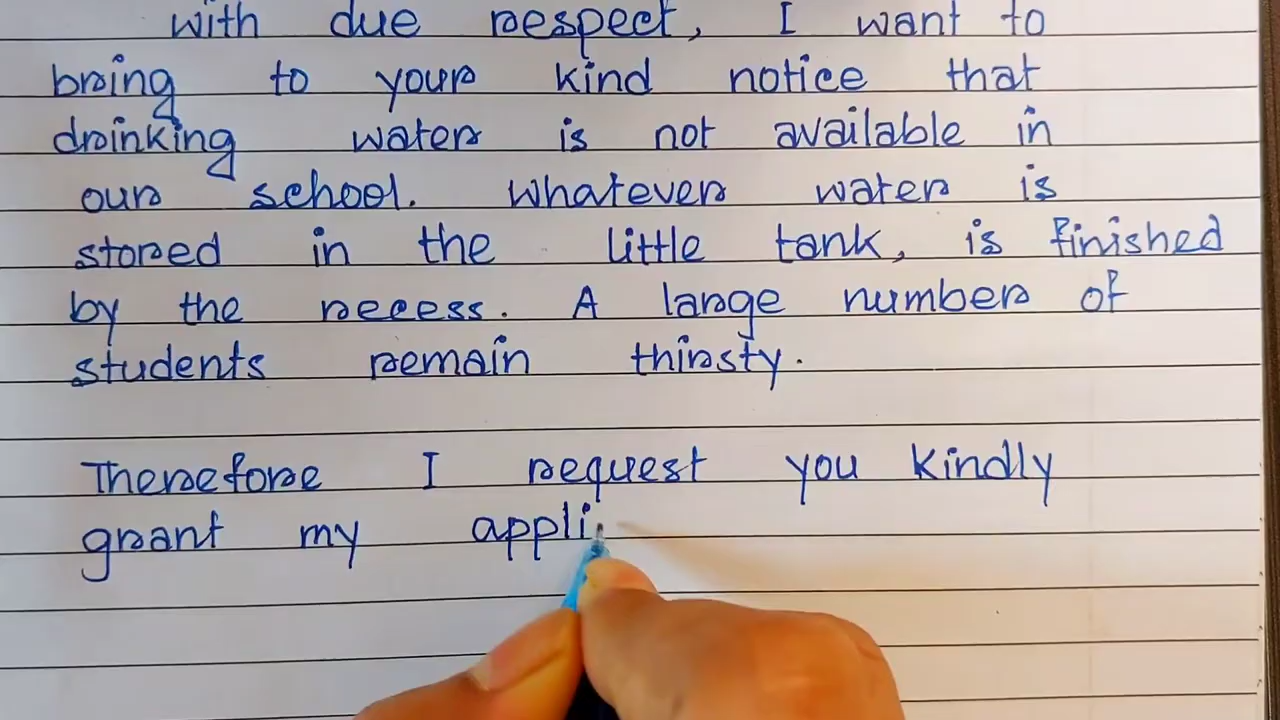 with due respect, I want to
bring to your kind notice that
drinking water is not available in
our school. Whatever water is
stored in the little tank, is finished
by the recess. A large number of
students remain thirsty.
Therefore I request you kindly
grant my appli